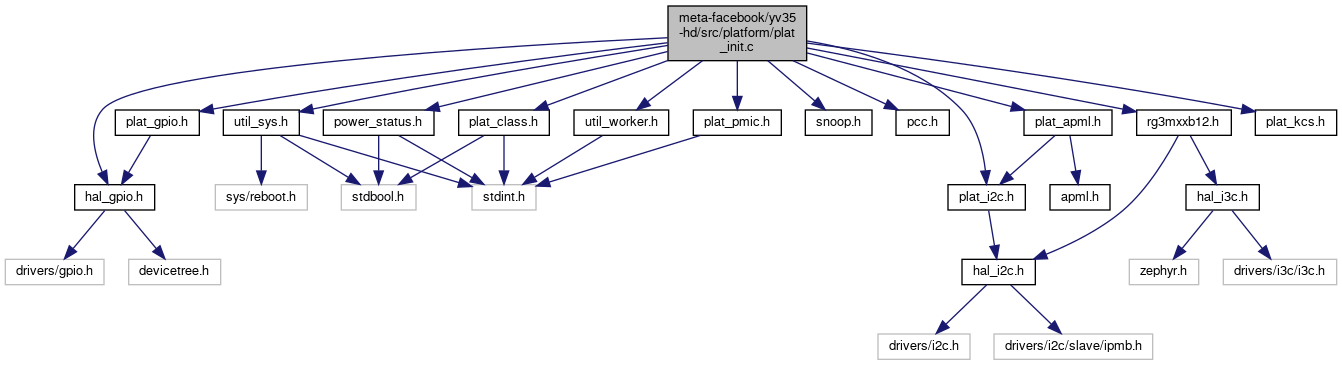 meta-facebook/yv35
-hd/src/platform/plat
_init.c
plat_gpio.h
util_sys.h
power_status.h
plat_class.h
util_worker.h
plat_pmic.h
snoop.h
pcc.h
plat_apml.h
rg3mxxb12.h
plat_kcs.h
hal_gpio.h
sys/reboot.h
stdbool.h
stdint.h
plat_i2c.h
apml.h
hal_i3c.h
drivers/gpio.h
devicetree.h
hal_i2c.h
zephyr.h
drivers/i3c/i3c.h
drivers/i2c.h
drivers/i2c/slave/ipmb.h